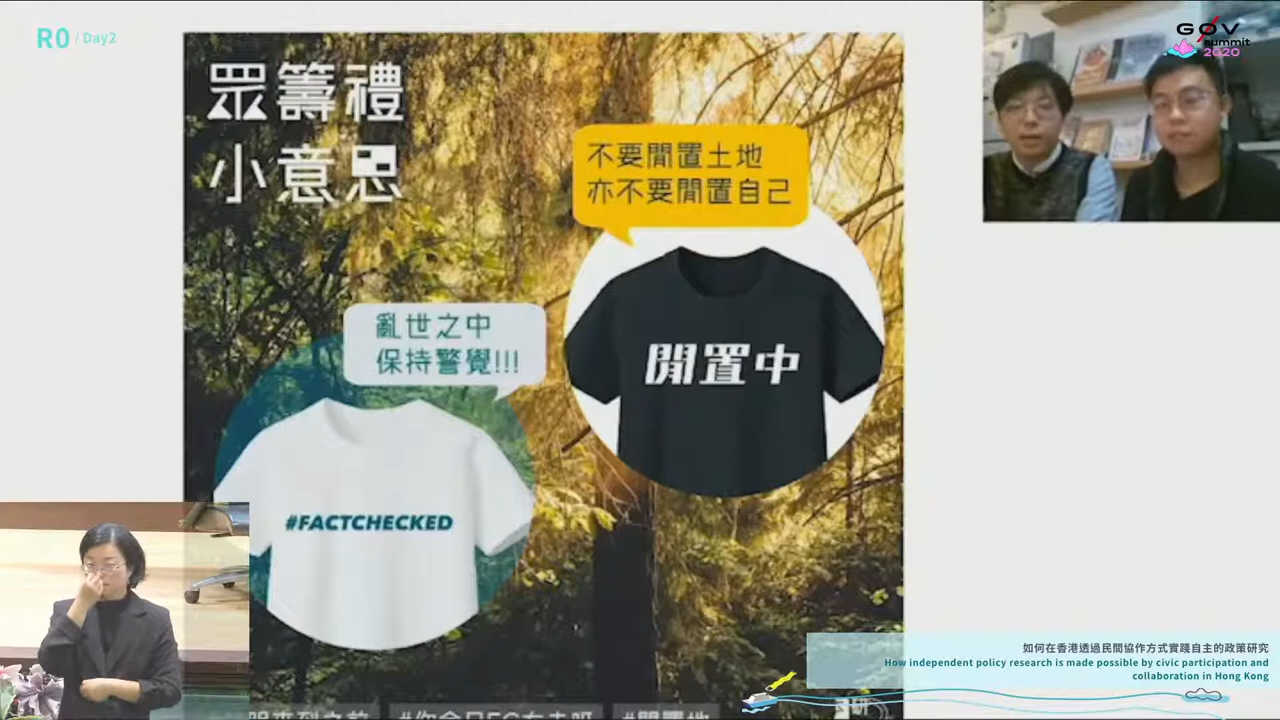 R0 / Day2
GØV
summit
2020
眾籌禮
小意思
不要閒置土地
亦不要閒置自己
閒置中
亂世之中
保持警覺!!!
#FACTCHECKED
如何在香港透過民間協作方式實踐自主的政策研究
How independent policy research is made possible by civic participation and
collaboration in Hong Kong